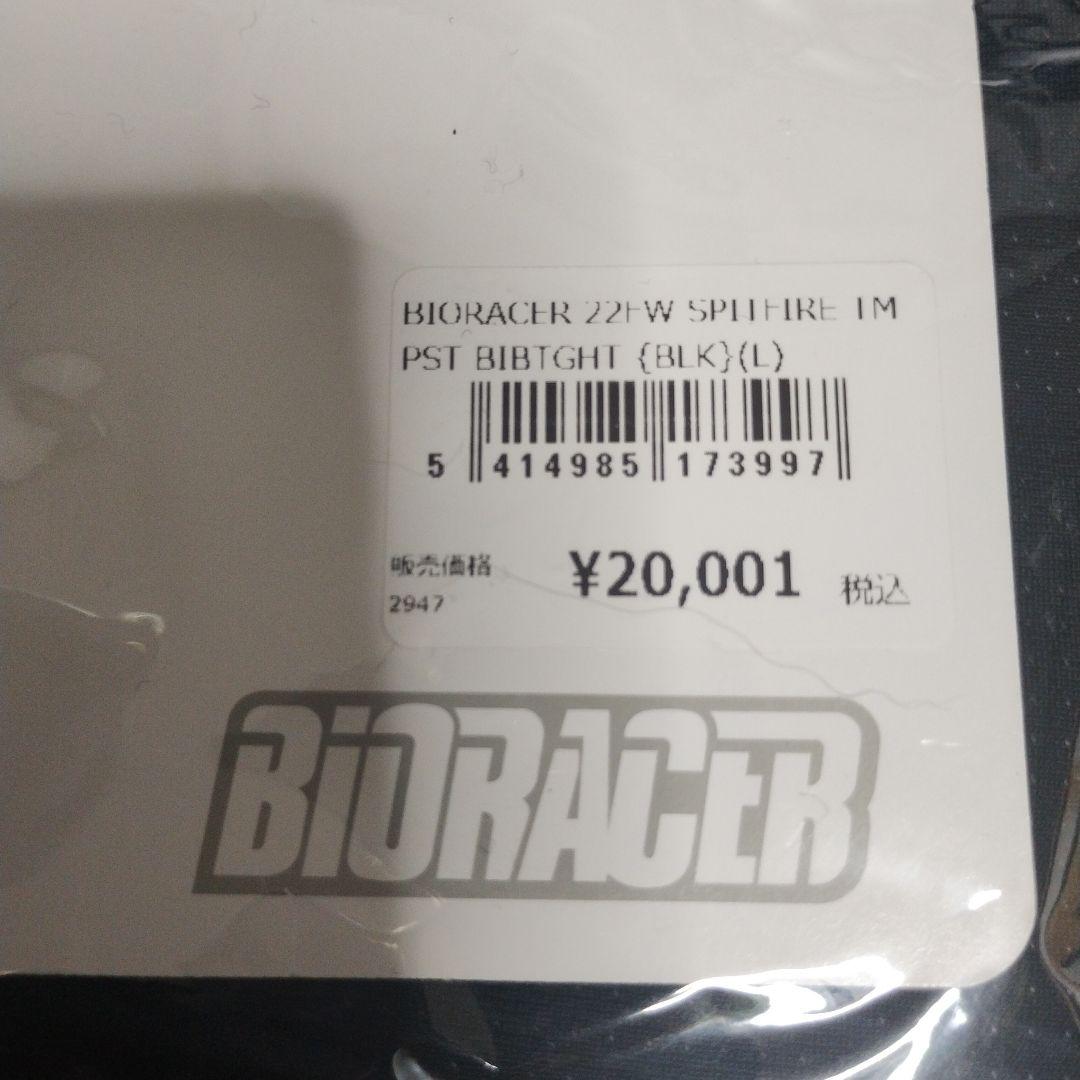 BIORACER 22FW SPITFIRE TM
PST BIBTGHT {BLK}(L)
5 414985 173997
販売価格 ¥20,001 税込
2947
BIORACER